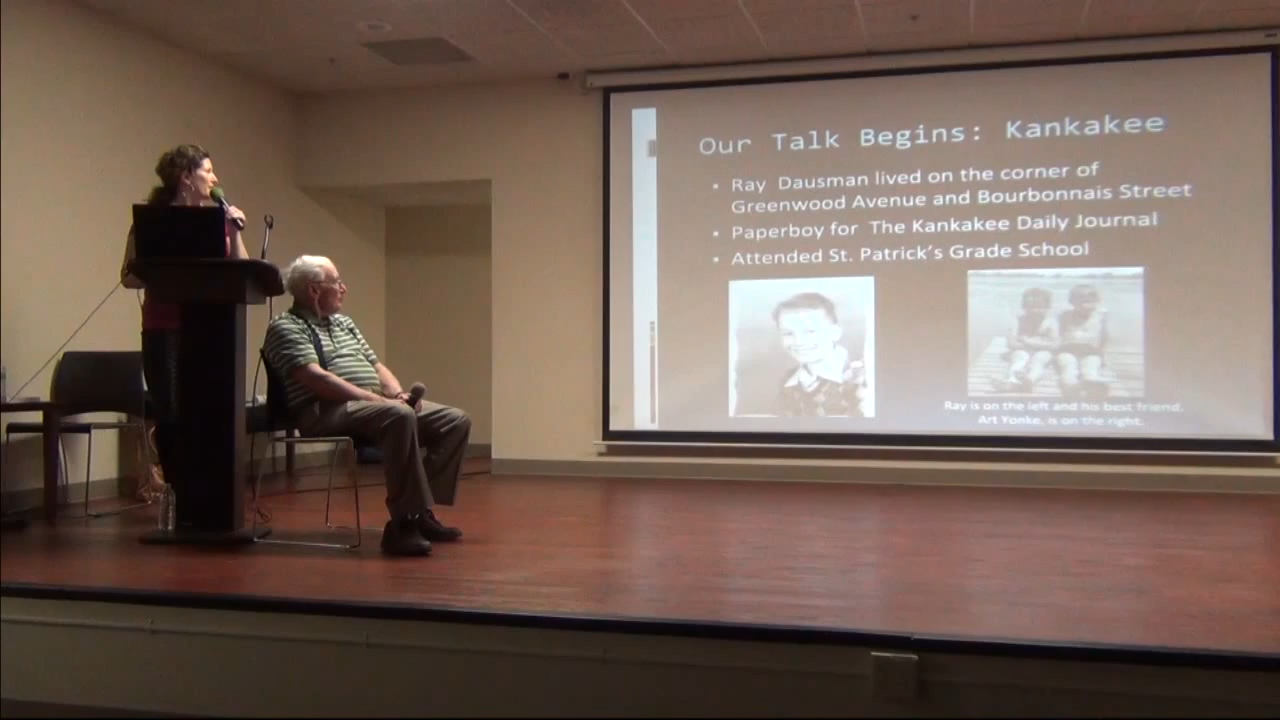 Our Talk Begins: Kankakee
▪ Ray Dausman lived on the corner of
Greenwood Avenue and Bourbonnais Street
▪ Paperboy for The Kankakee Daily Journal
▪ Attended St. Patrick's Grade School
Ray is on the left and his best friend,
Art Yonke, is on the right.